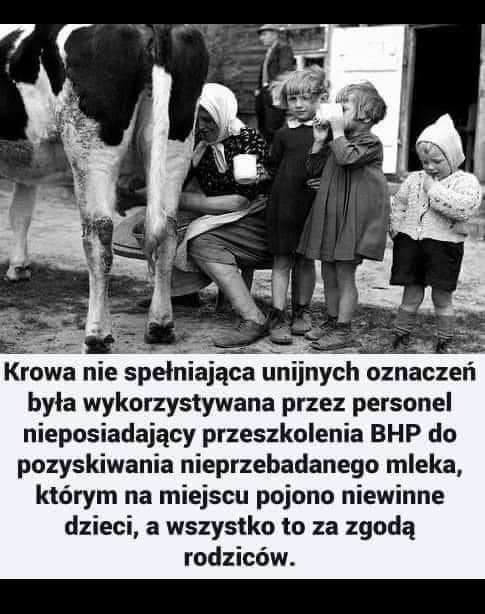 Krowa nie spełniająca unijnych oznaczeń
była wykorzystywana przez personel
nieposiadający przeszkolenia BHP do
pozyskiwania nieprzebadanego mleka,
którym na miejscu pojono niewinne
dzieci, a wszystko to za zgodą
rodziców.